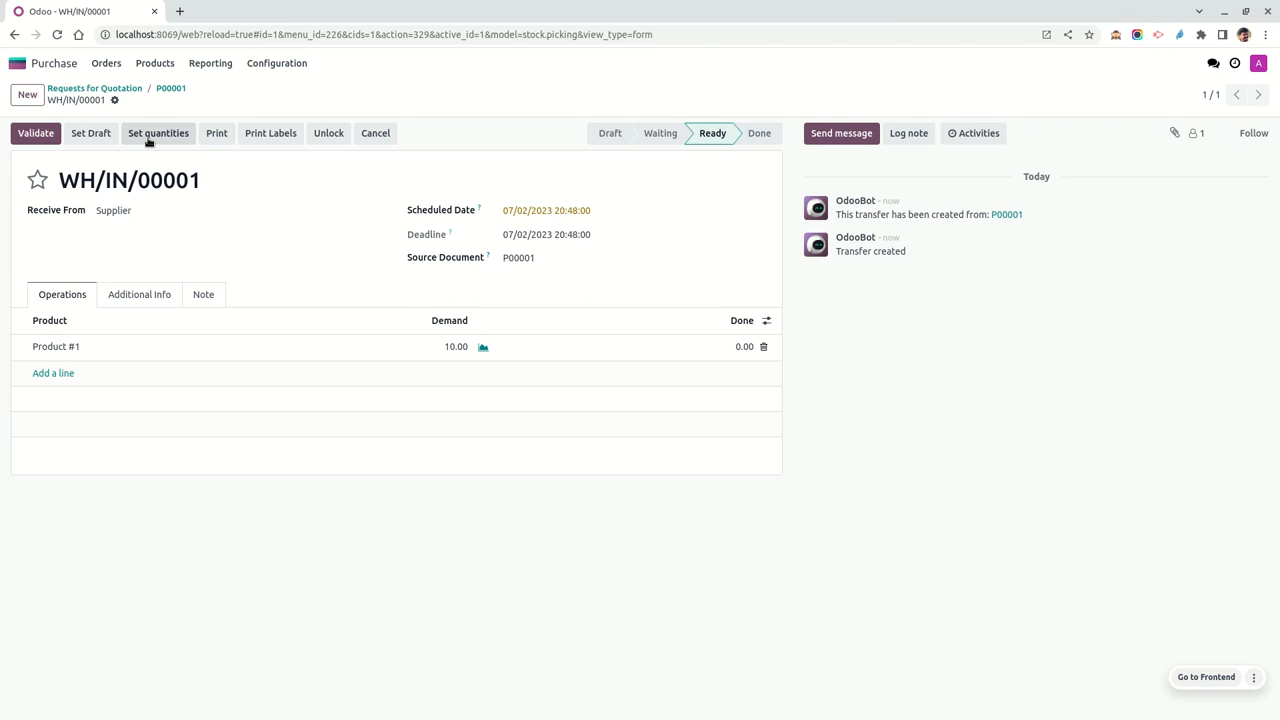 Odoo - WH/IN/00001
localhost:8069/web?reload=true#id=1&menu_id=226&cids=1&action=329&active_id=1&model=stock.picking&view_type=form
Purchase Orders Products Reporting Configuration A
New Requests for Quotation / P00001
WH/IN/00001
1 / 1
Validate Set Draft Set quantities Print Print Labels Unlock Cancel Draft Waiting Ready Done Send message Log note Activities 1 Follow
WH/IN/00001
Receive From Supplier
Scheduled Date ? 07/02/2023 20:48:00
Deadline ? 07/02/2023 20:48:00
Source Document ? P00001
Operations Additional Info Note
Product Demand Done
Product #1 10.00 0.00
Add a line
Today
OdooBot - now
This transfer has been created from: P00001
OdooBot - now
Transfer created
Go to Frontend